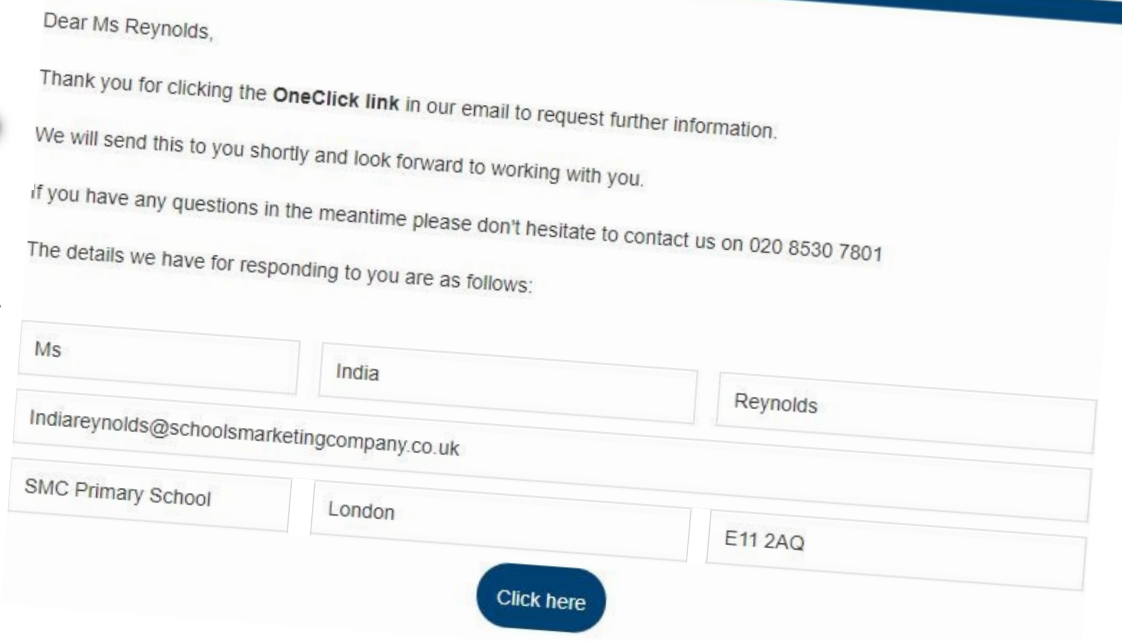 Dear Ms Reynolds,
Thank you for clicking the OneClick link in our email to request further information.
We will send this to you shortly and look forward to working with you.
If you have any questions in the meantime please don't hesitate to contact us on 020 8530 7801
The details we have for responding to you are as follows:
Ms India Reynolds
Indiareynolds@schoolsmarketingcompany.co.uk
SMC Primary School London E11 2AQ
Click here